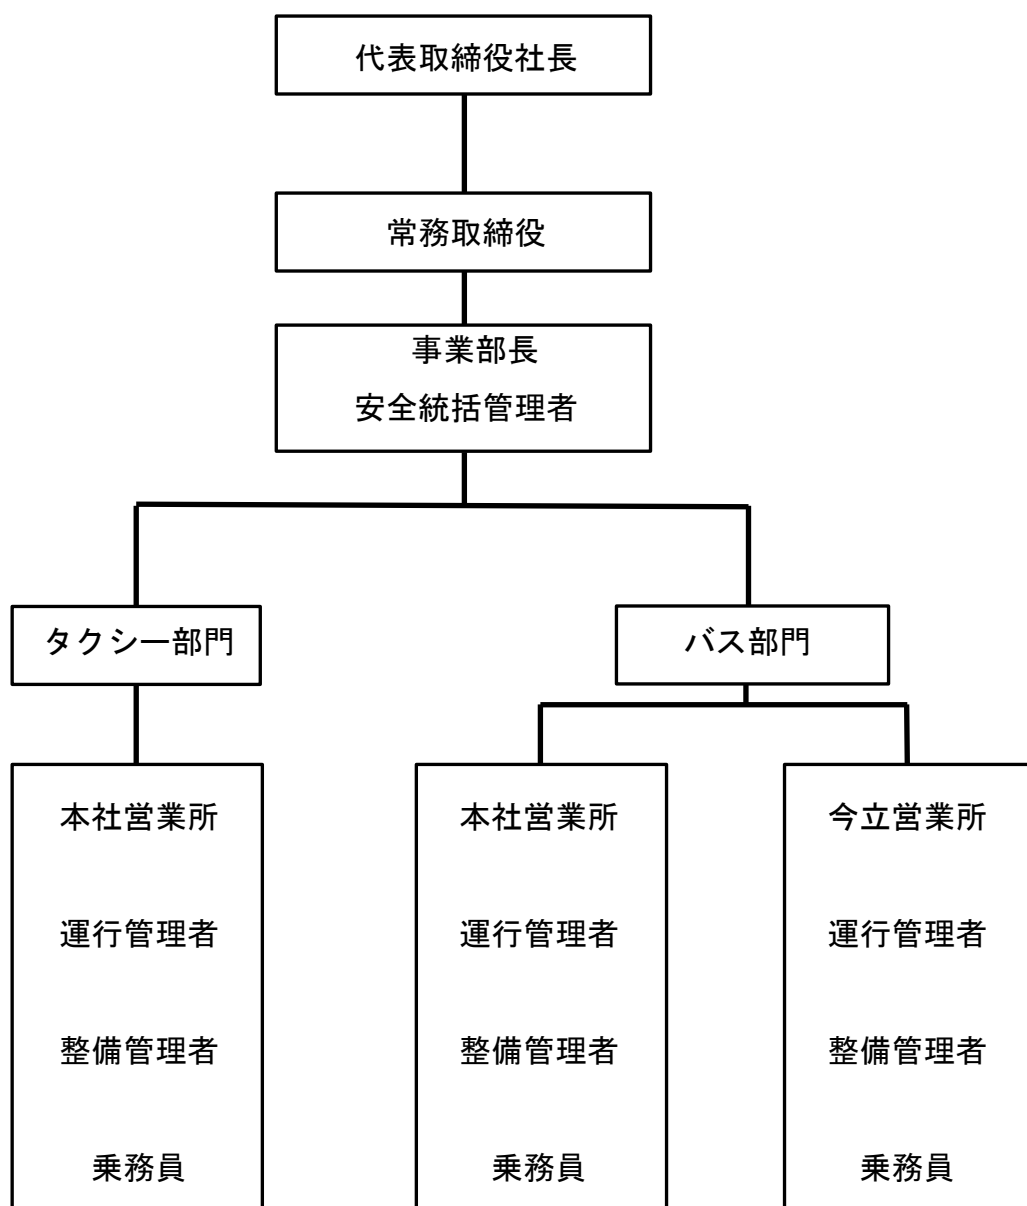 代表取締役社長
常務取締役
事業部長
安全統括管理者
タクシー部門
バス部門
本社営業所
運行管理者
整備管理者
乗務員
本社営業所
運行管理者
整備管理者
乗務員
今立営業所
運行管理者
整備管理者
乗務員